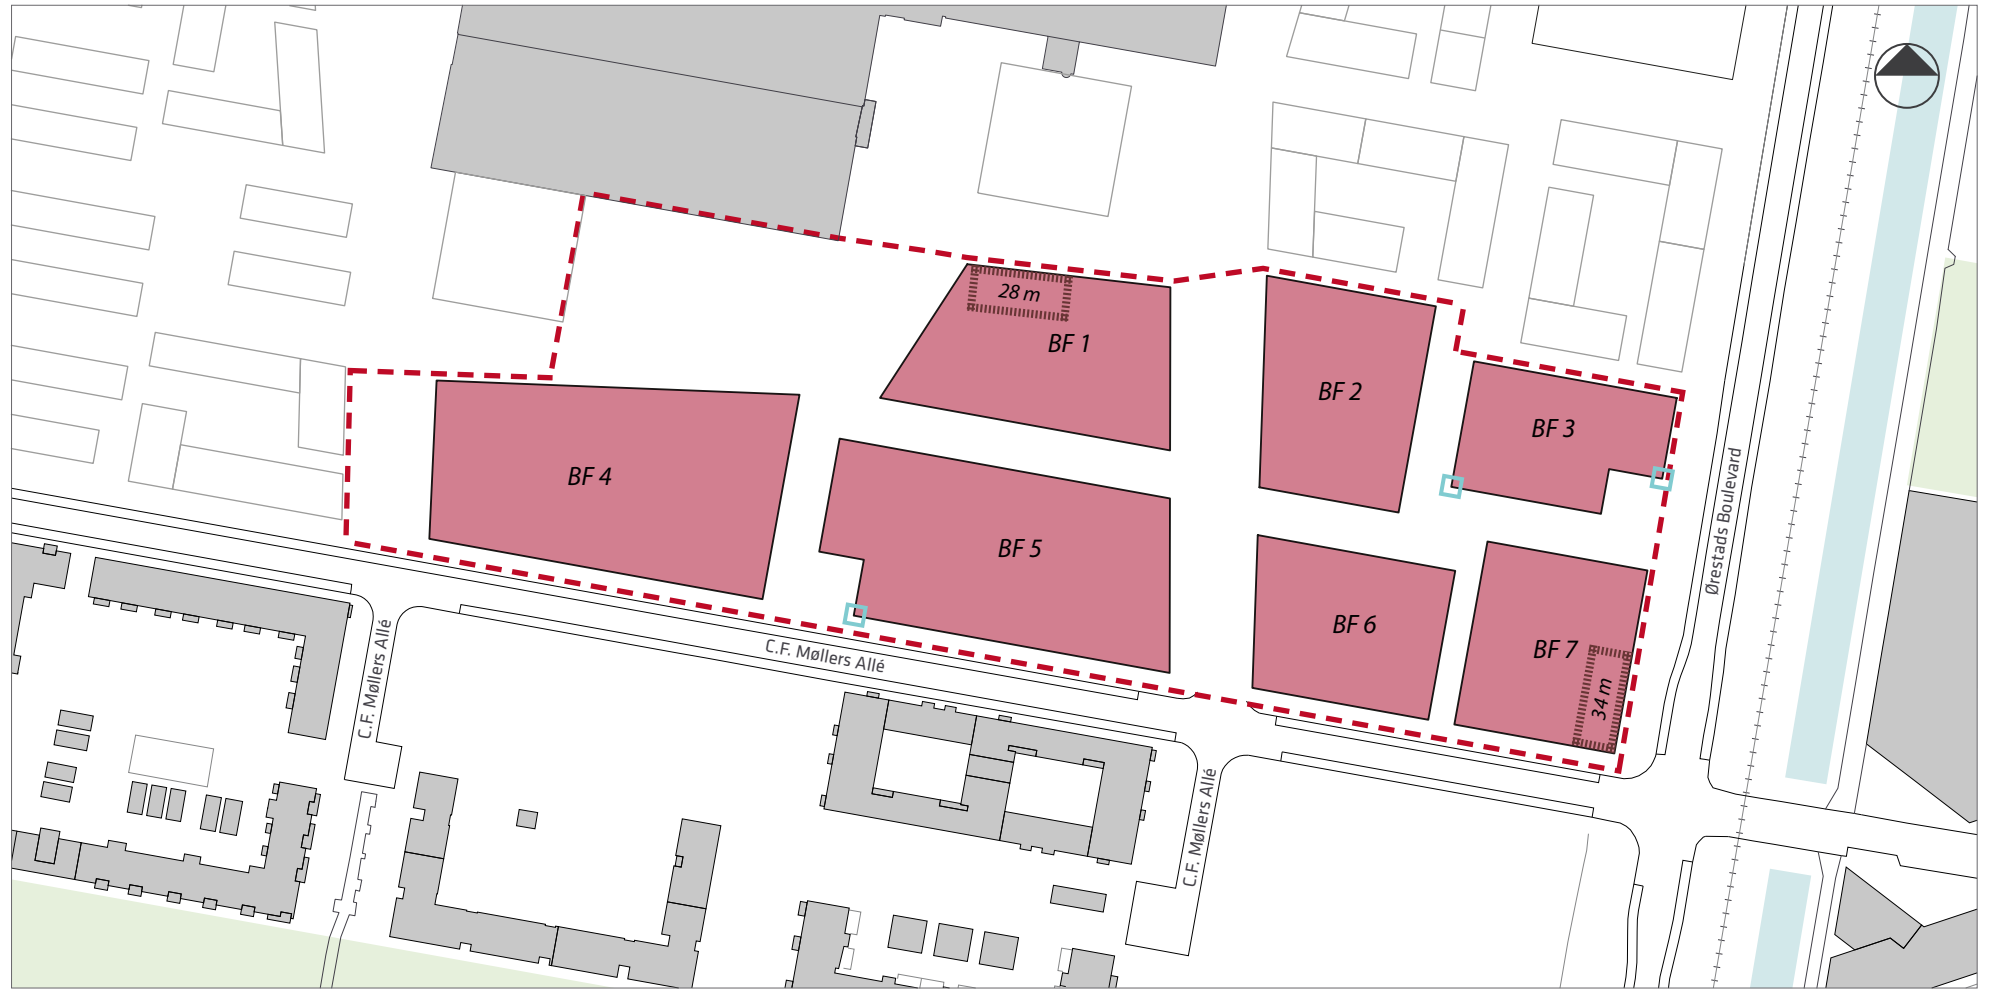 28 m
BF 1
BF 2
BF 3
BF 4
BF 5
BF 6
BF 7
34 m
Ørestads Boulevard
C.F. Møllers Allé
C.F. Møllers Allé
C.F. Møllers Allé